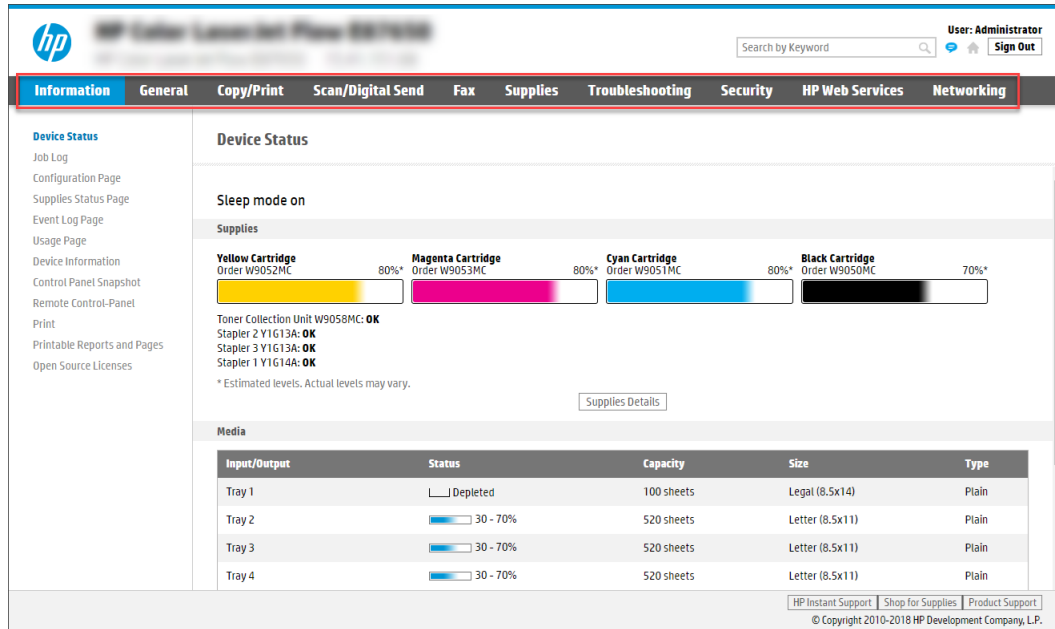 hp
User: Administrator
Search by Keyword
Sign Out
Information General Copy/Print Scan/Digital Send Fax Supplies Troubleshooting Security HP Web Services Networking
Device Status
Job Log
Configuration Page
Supplies Status Page
Event Log Page
Usage Page
Device Information
Control Panel Snapshot
Remote Control-Panel
Print
Printable Reports and Pages
Open Source Licenses
Device Status
Sleep mode on
Supplies
Yellow Cartridge Magenta Cartridge Cyan Cartridge Black Cartridge
Order W9052MC 80%* Order W9053MC 80%* Order W9051MC 80%* Order W9050MC 70%*
Toner Collection Unit W9058MC: OK
Stapler 2 Y1G13A: OK
Stapler 3 Y1G13A: OK
Stapler 1 Y1G14A: OK
* Estimated levels. Actual levels may vary.
Supplies Details
Media
Input/Output Status Capacity Size Type
Tray 1 Depleted 100 sheets Legal (8.5x14) Plain
Tray 2 30 - 70% 520 sheets Letter (8.5x11) Plain
Tray 3 30 - 70% 520 sheets Letter (8.5x11) Plain
Tray 4 30 - 70% 520 sheets Letter (8.5x11) Plain
HP Instant Support Shop for Supplies Product Support
© Copyright 2010-2018 HP Development Company, L.P.